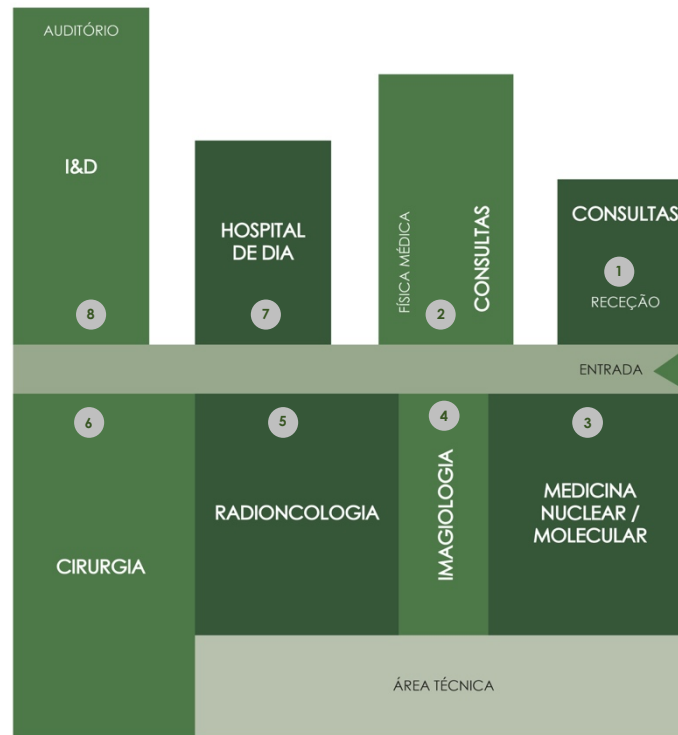 AUDITÓRIO
I&D
8
HOSPITAL
DE DIA
7
FÍSICA MÉDICA
CONSULTAS
2
CONSULTAS
1
RECEÇÃO
ENTRADA
6
CIRURGIA
5
RADIONCOLOGIA
4
IMAGIOLOGIA
3
MEDICINA
NUCLEAR /
MOLECULAR
ÁREA TÉCNICA